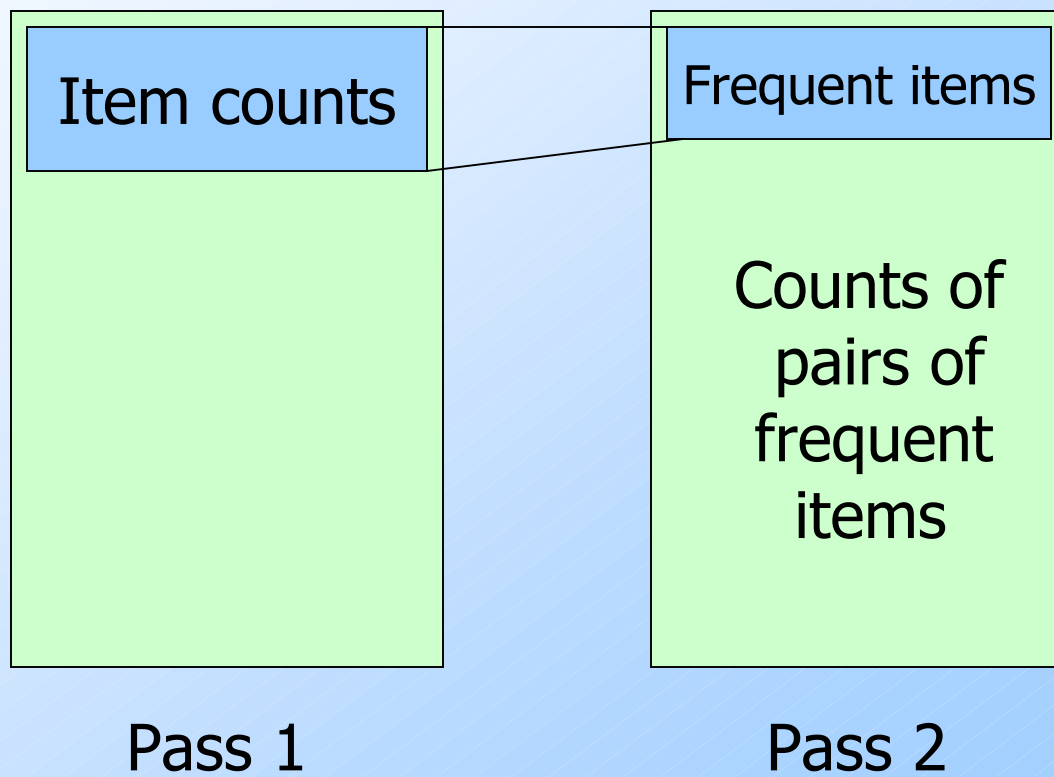 Item counts
Frequent items
Counts of
pairs of
frequent
items
Pass 1
Pass 2